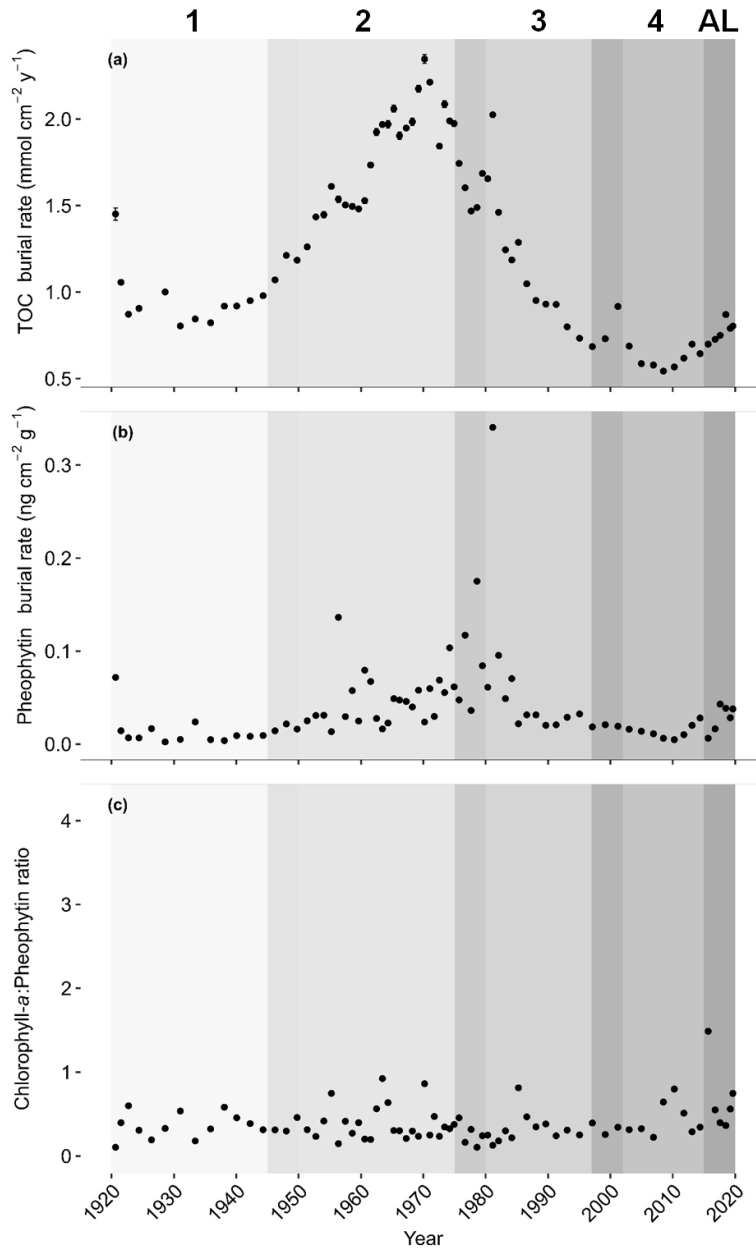 1 2 3 4 AL
(a)
TOC burial rate (mmol cm−2 y−1)
2.0
1.5
1.0
0.5
(b)
Pheophytin burial rate (ng cm−2 g−1)
0.3
0.2
0.1
0.0
(c)
Chlorophyll-a:Pheophytin ratio
4
3
2
1
0
1920 1930 1940 1950 1960 1970 1980 1990 2000 2010 2020
Year